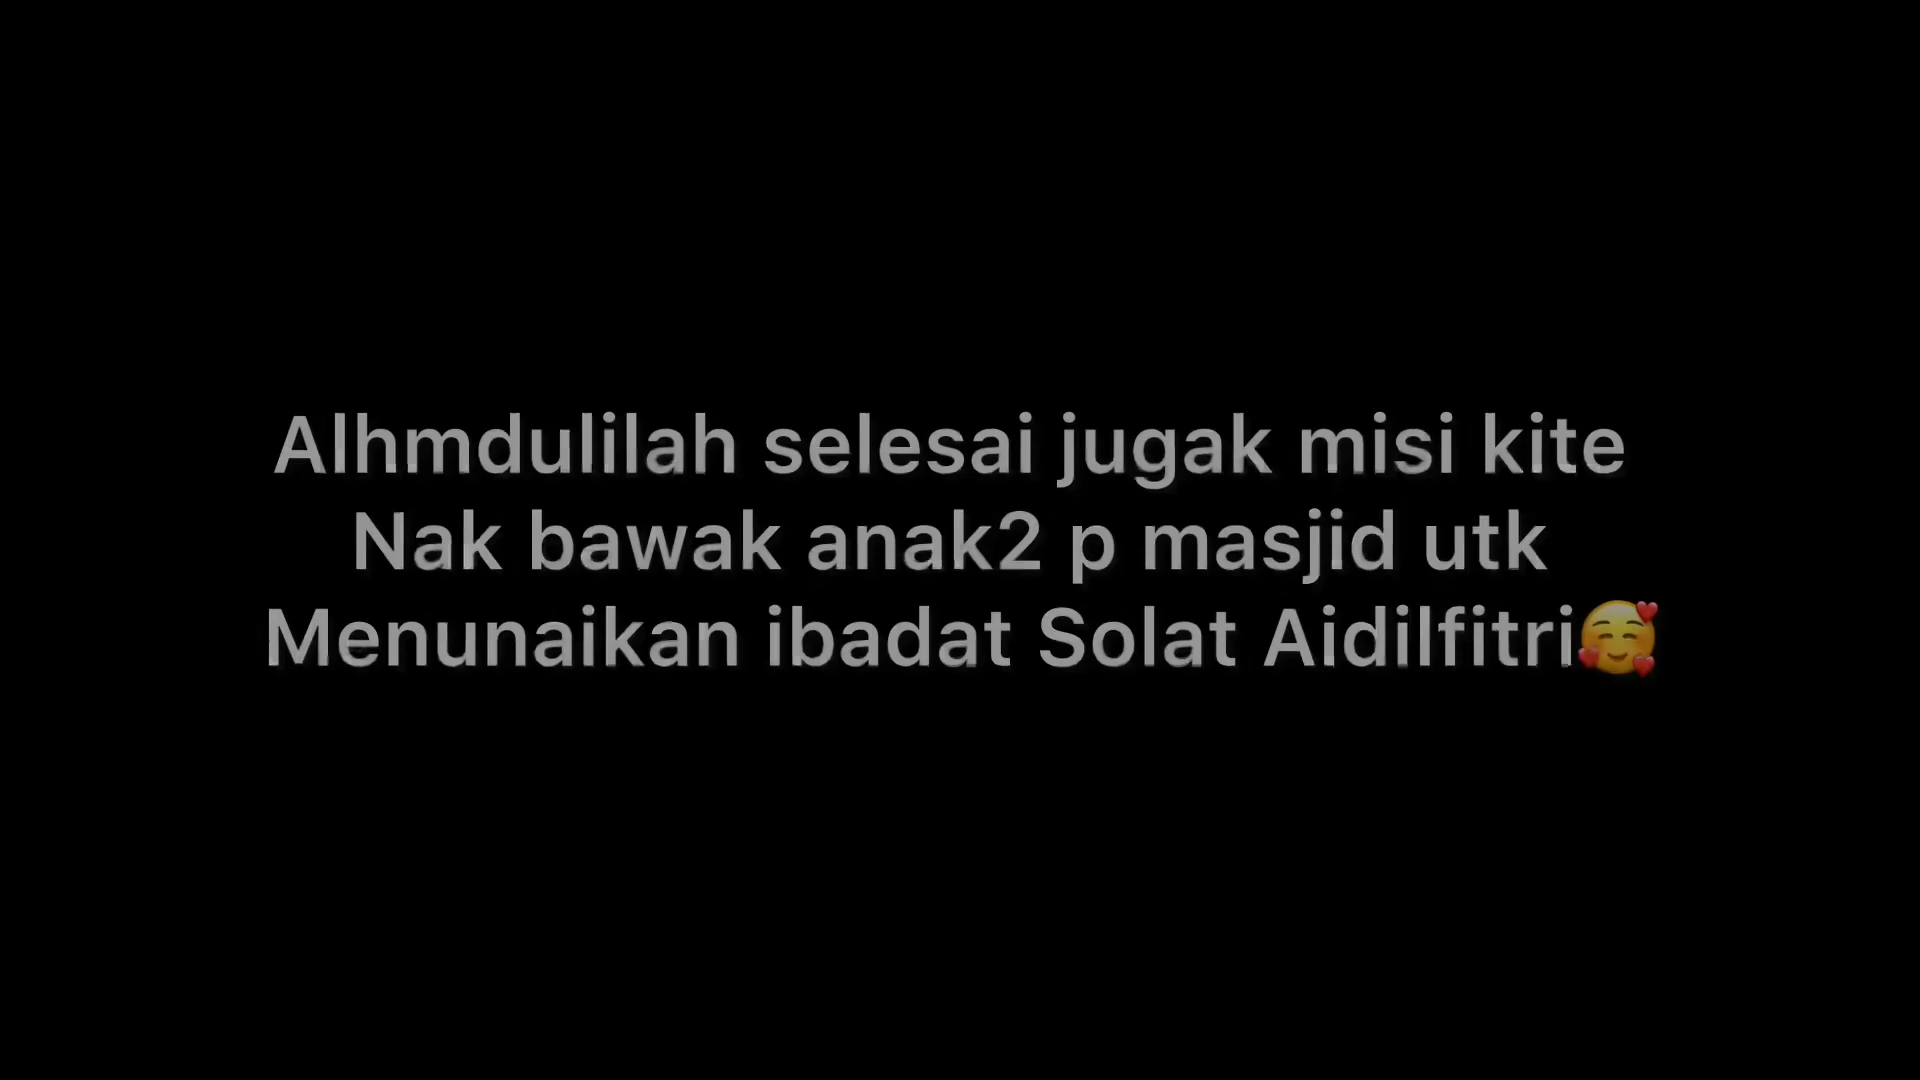 Alhmdulilah selesai jugak misi kite
Nak bawak anak2 p masjid utk
Menunaikan ibadat Solat Aidilfitri🥰